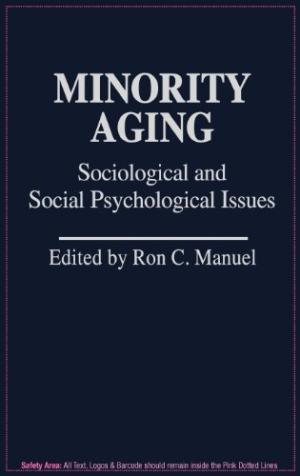 MINORITY
AGING
Sociological and
Social Psychological Issues
Edited by Ron C. Manuel
Safety Area: All Text, Logos & Barcode should remain inside the Pink Dotted Lines